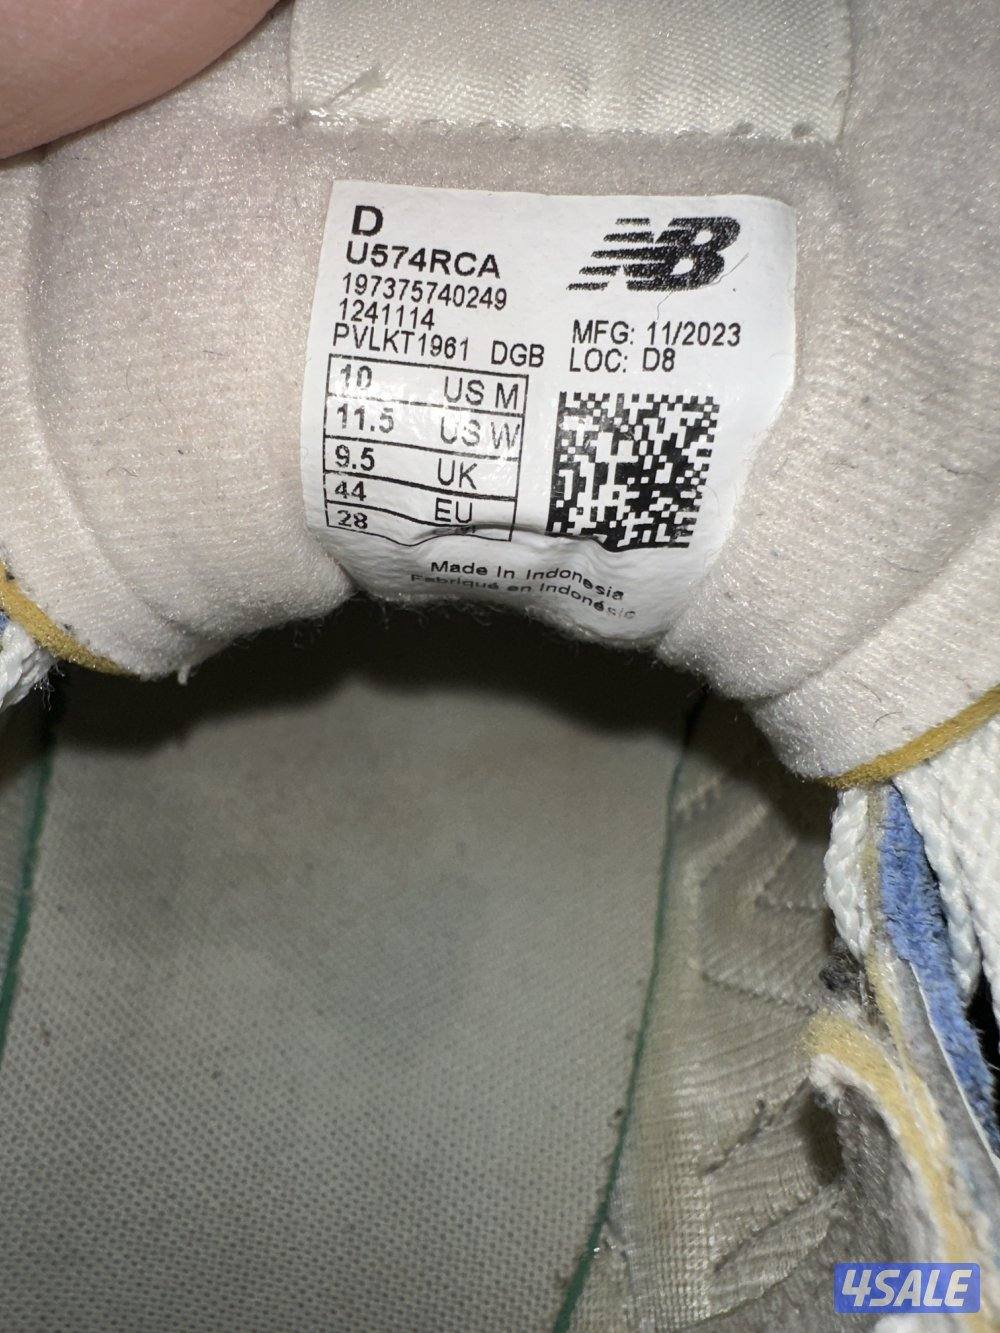 D
U574RCA
197375740249
1241114
PVLKT1961 DGB
10 US M
11.5 US W
9.5 UK
44 EU
28
NB
MFG: 11/2023
LOC: D8
Made in Indonesia
Fabriqué en Indonésie
4SALE